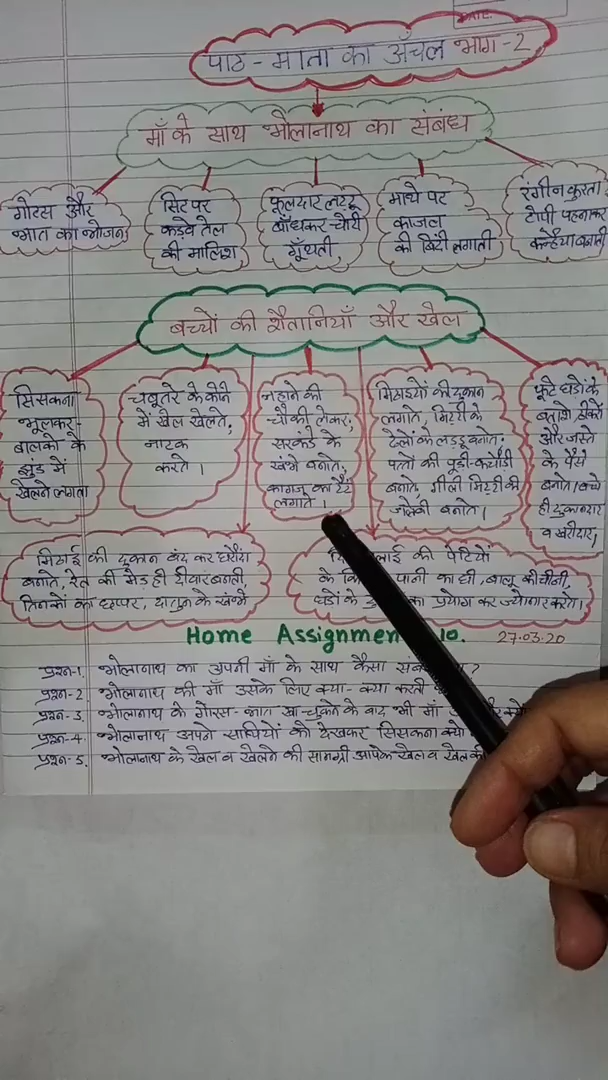 DATE
पाठ - माता का अँचल भाग-2
माँ के साथ भोलानाथ का संबंध
गोरस और
भात का भोजन
सिर पर
कड़वे तेल
की मालिश
फूलदार लट्टू
बाँधकर चोटी
गूँथती
माथे पर
काजल
की बिंदी लगाती
रंगीन कुरता
टोपी पहनाकर
कन्हैया बनाती
बच्चों की शैतानियाँ और खेल
सिसकना
भूलकर
बालकों के
झुंड में
खेलने लगता
चबूतरे के कोने
में खेल खेलते,
नाटक
करते ।
नहाने की
चौकी लेकर,
सरकंडे के
खंभे बनाते,
कागज़ का टैंट
लगाते ।
मिठाइयों की दुकान
लगाते, मिट्टी के
ढेलों के लड्डू बनाते,
पत्तों की पूड़ी-कचौड़ी
बनाते, गीली मिट्टी की
जलेबी बनाते ।
फूटे घड़ों के
बताशे
और जस्ते
के पैसे
बनाते । बच्चे
ही दुकानदार
व खरीदार,
मिठाई की दुकान बंद कर घरौंदा
बनाते, रेत की मेड़ ही दीवार बनती,
तिनकों का छप्पर, दातुन के खंभे
की पेटियों
के पानी का घी, बालू की चीनी,
घड़ों के का प्रयोग कर ज्योनार करते ।
Home Assignmen 10.
27.03.20
प्रश्न-1. भोलानाथ का अपनी माँ के साथ कैसा ?
प्रश्न-2 भोलानाथ की माँ उसके लिए क्या-क्या करती
प्रश्न-3. भोलानाथ के गोरस-भात खा चुकने के बाद भी माँ
प्रश्न-4. भोलानाथ अपने साथियों को देखकर सिसकना क्यों
प्रश्न-5. भोलानाथ के खेल व खेलने की सामग्री आपके खेल व खेलने की